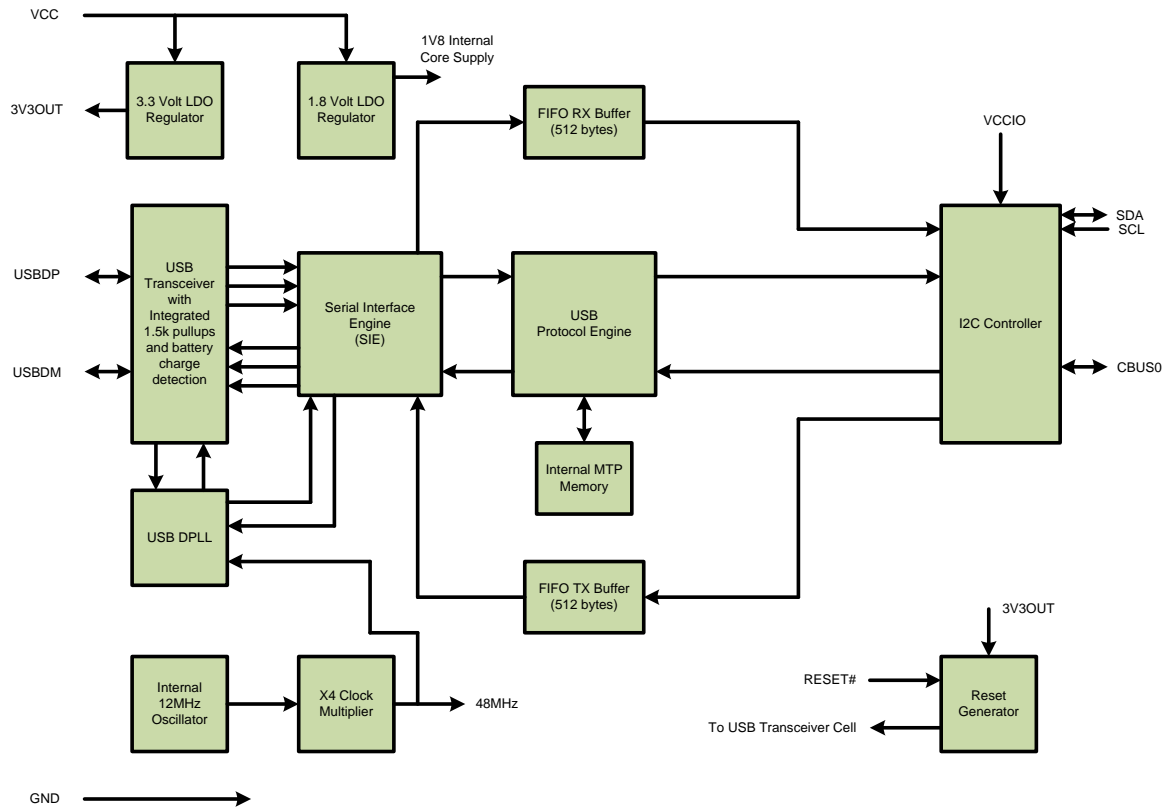 VCC
1V8 Internal
Core Supply
3V3OUT
3.3 Volt LDO
Regulator
1.8 Volt LDO
Regulator
FIFO RX Buffer
(512 bytes)
VCCIO
SDA
SCL
USBDP
USBDM
USB
Transceiver
with
Integrated
1.5k pullups
and battery
charge
detection
Serial Interface
Engine
(SIE)
USB
Protocol Engine
I2C Controller
CBUS0
Internal MTP
Memory
USB DPLL
FIFO TX Buffer
(512 bytes)
3V3OUT
Internal
12MHz
Oscillator
X4 Clock
Multiplier
48MHz
RESET#
Reset
Generator
To USB Transceiver Cell
GND